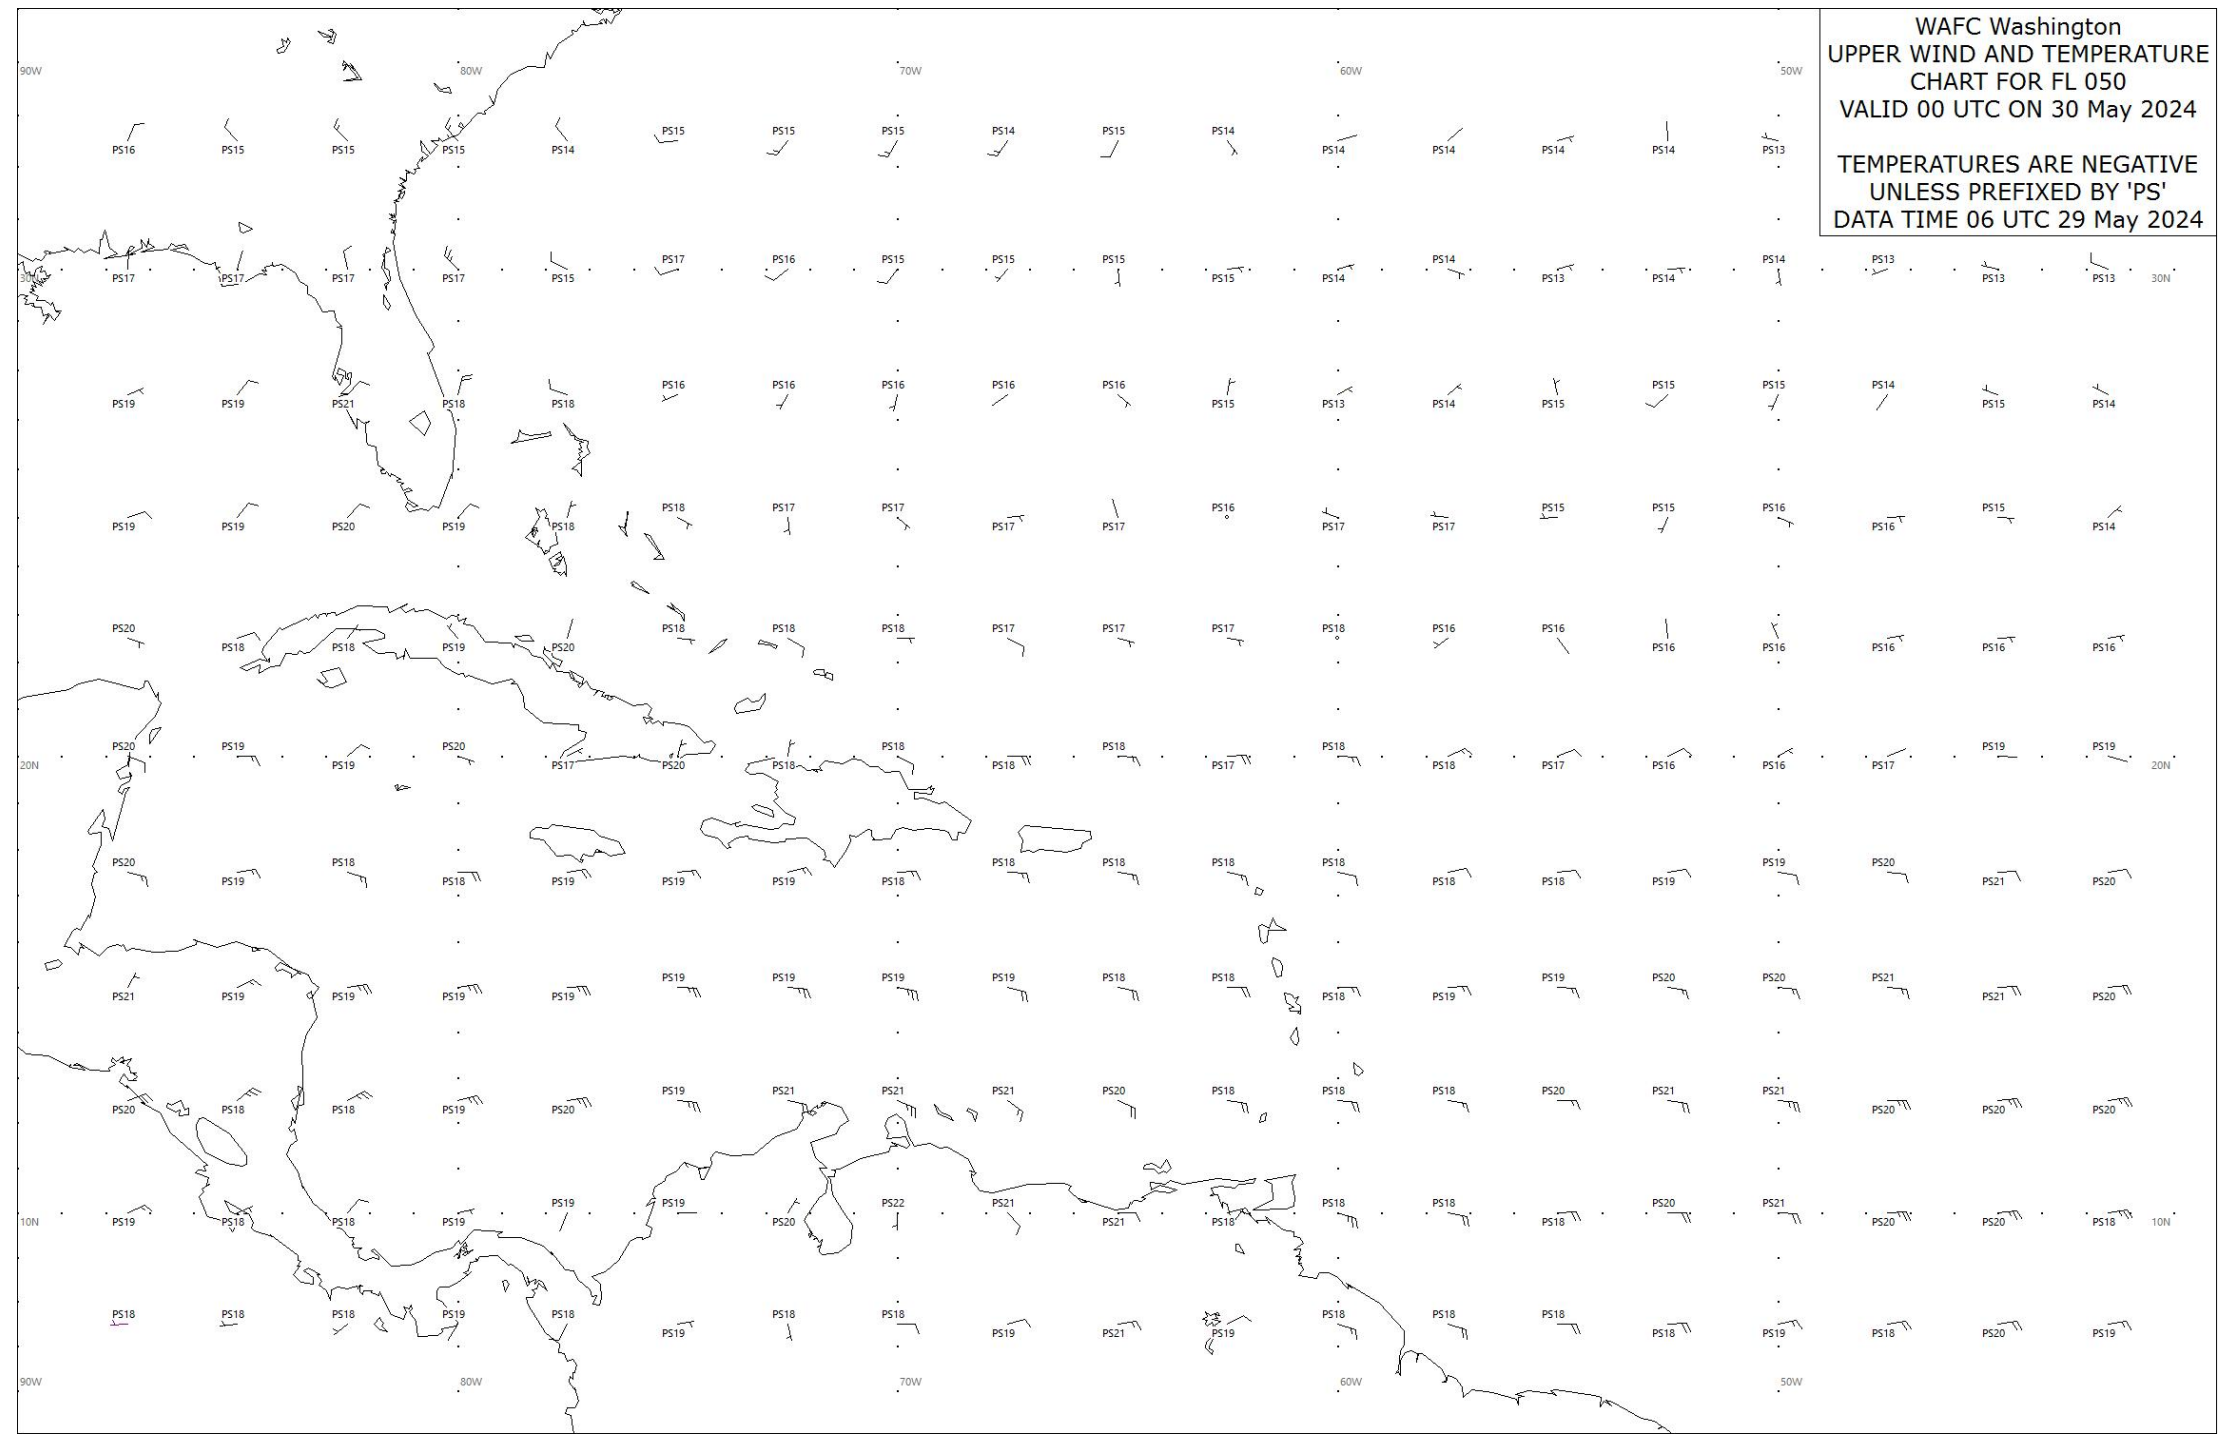 WAFC Washington
UPPER WIND AND TEMPERATURE
CHART FOR FL 050
VALID 00 UTC ON 30 May 2024
TEMPERATURES ARE NEGATIVE
UNLESS PREFIXED BY 'PS'
DATA TIME 06 UTC 29 May 2024
90W 80W 70W 60W 50W
PS15 PS15 PS15 PS14 PS15 PS14
PS16 PS15 PS15 PS15 PS14 PS14 PS14 PS14 PS14 PS13
PS17 PS16 PS15 PS15 PS14 PS14 PS13
PS17 PS17 PS17 PS17 PS15 PS15 PS14 PS13 PS14 PS13 PS13 30N
PS16 PS16 PS16 PS16 PS16 PS15 PS15 PS14
PS19 PS19 PS21 PS18 PS18 PS15 PS13 PS14 PS15 PS15 PS14
PS18 PS17 PS17 PS17 PS16 PS15 PS15 PS16 PS15
PS19 PS19 PS20 PS19 PS18 PS17 PS17 PS17 PS17 PS16 PS14
PS20 PS18 PS18 PS18 PS17 PS17 PS17 PS18 PS16 PS16
PS18 PS18 PS19 PS20 PS16 PS16 PS16 PS16 PS16
PS20 PS19 PS20 PS18 PS18 PS18 PS19 PS19
20N PS19 PS17 PS20 PS18 PS18 PS17 PS18 PS17 PS16 PS16 PS17 20N
PS20 PS18 PS18 PS18 PS18 PS18 PS19 PS20
PS19 PS18 PS19 PS19 PS19 PS18 PS18 PS18 PS19 PS21 PS20
PS19 PS19 PS19 PS19 PS18 PS18 PS19 PS20 PS20 PS21
PS21 PS19 PS19 PS19 PS19 PS18 PS19 PS21 PS20
PS19 PS21 PS21 PS21 PS20 PS18 PS18 PS18 PS20 PS21 PS21
PS20 PS18 PS18 PS19 PS20 PS20 PS20 PS20
PS19 PS19 PS22 PS21 PS18 PS18 PS20 PS21
10N PS19 PS18 PS18 PS19 PS20 PS21 PS18 PS18 PS20 PS20 PS18 10N
PS18 PS18 PS18 PS19 PS18 PS18 PS18 PS18 PS18 PS18
PS19 PS19 PS21 PS19 PS18 PS19 PS18 PS20 PS19
90W 80W 70W 60W 50W